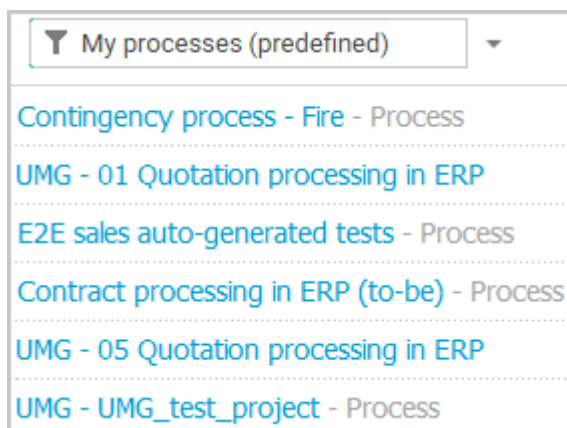 My processes (predefined)
Contingency process - Fire - Process
UMG - 01 Quotation processing in ERP
E2E sales auto-generated tests - Process
Contract processing in ERP (to-be) - Process
UMG - 05 Quotation processing in ERP
UMG - UMG_test_project - Process